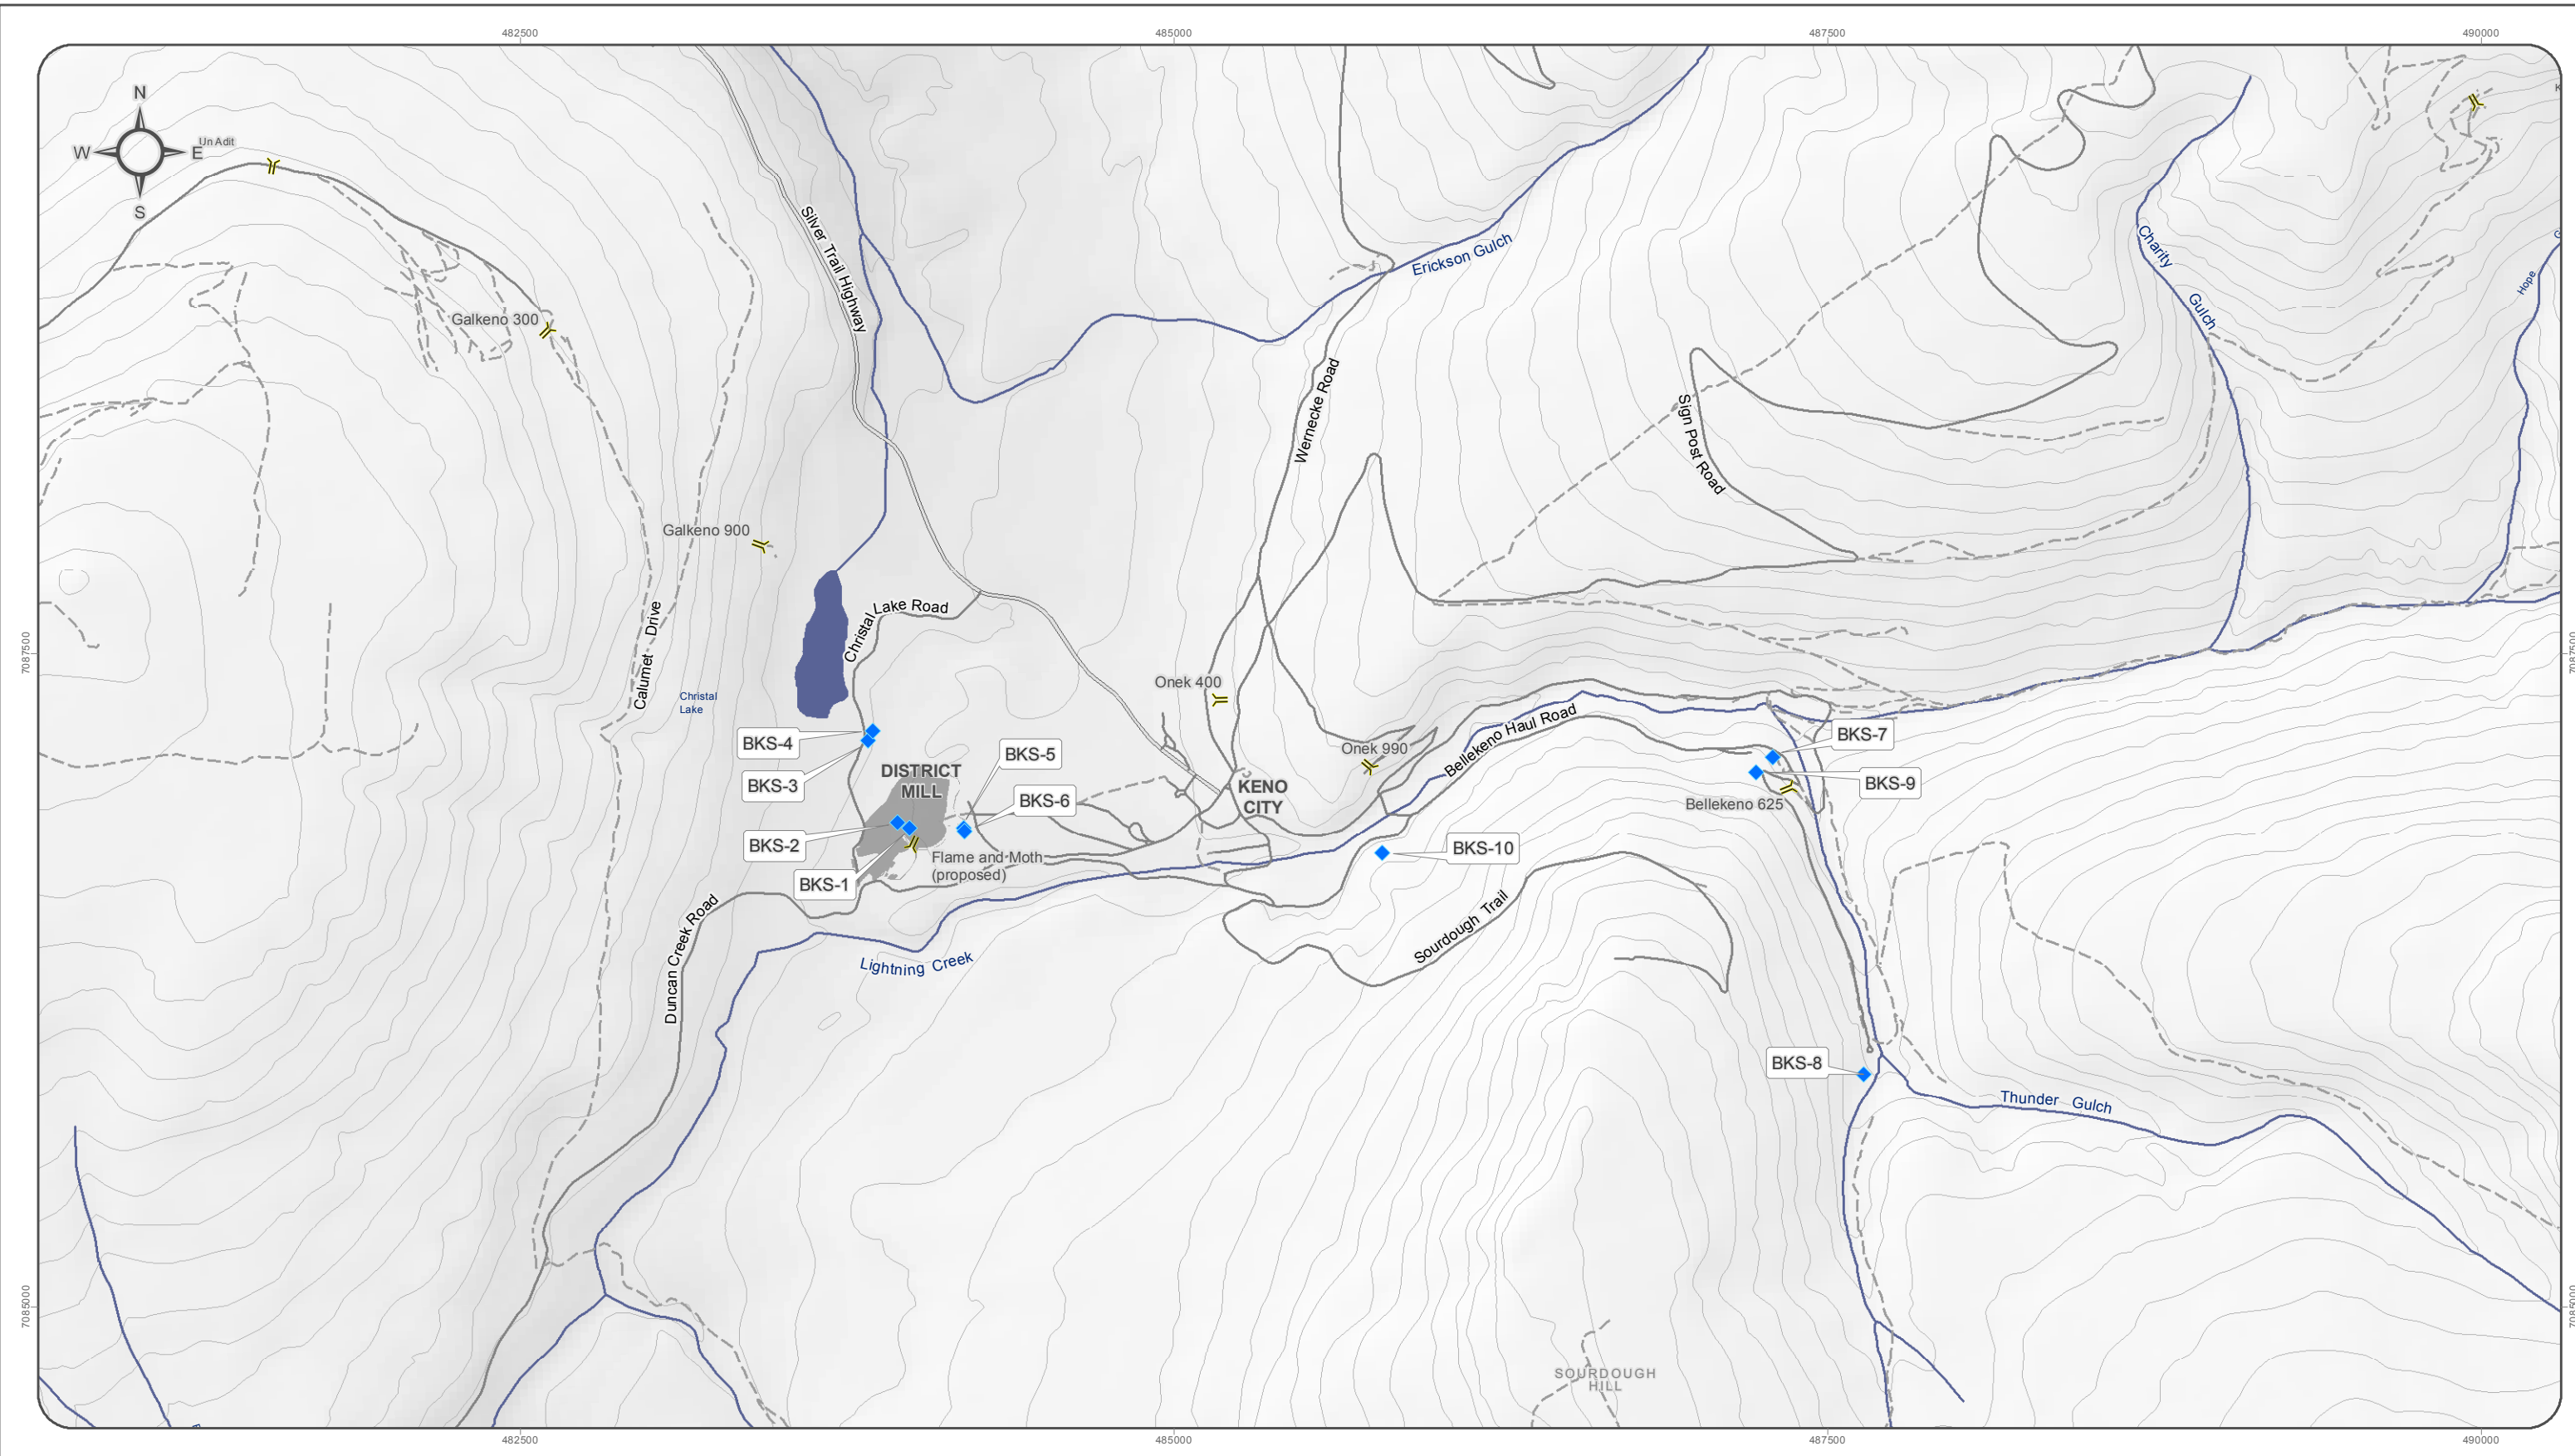 482500
485000
487500
490000
N
W
E
S
Un Adit
K
Silver Trail Highway
Erickson Gulch
Charity
Gulch
G
Hope
Galkeno 300
Wernecke Road
Sign Post Road
Galkeno 900
Christal Lake Road
Calumet Drive
7087500
7087500
Christal
Lake
Onek 400
BKS-4
BKS-3
DISTRICT
MILL
BKS-5
BKS-6
Onek 990
Bellekeno Haul Road
BKS-7
BKS-9
KENO
CITY
Bellekeno 625
BKS-2
BKS-1
Flame and Moth
(proposed)
BKS-10
Duncan Creek Road
Lightning Creek
Sourdough Trail
BKS-8
Thunder Gulch
7085000
7085000
SOURDOUGH
HILL
482500
485000
487500
490000